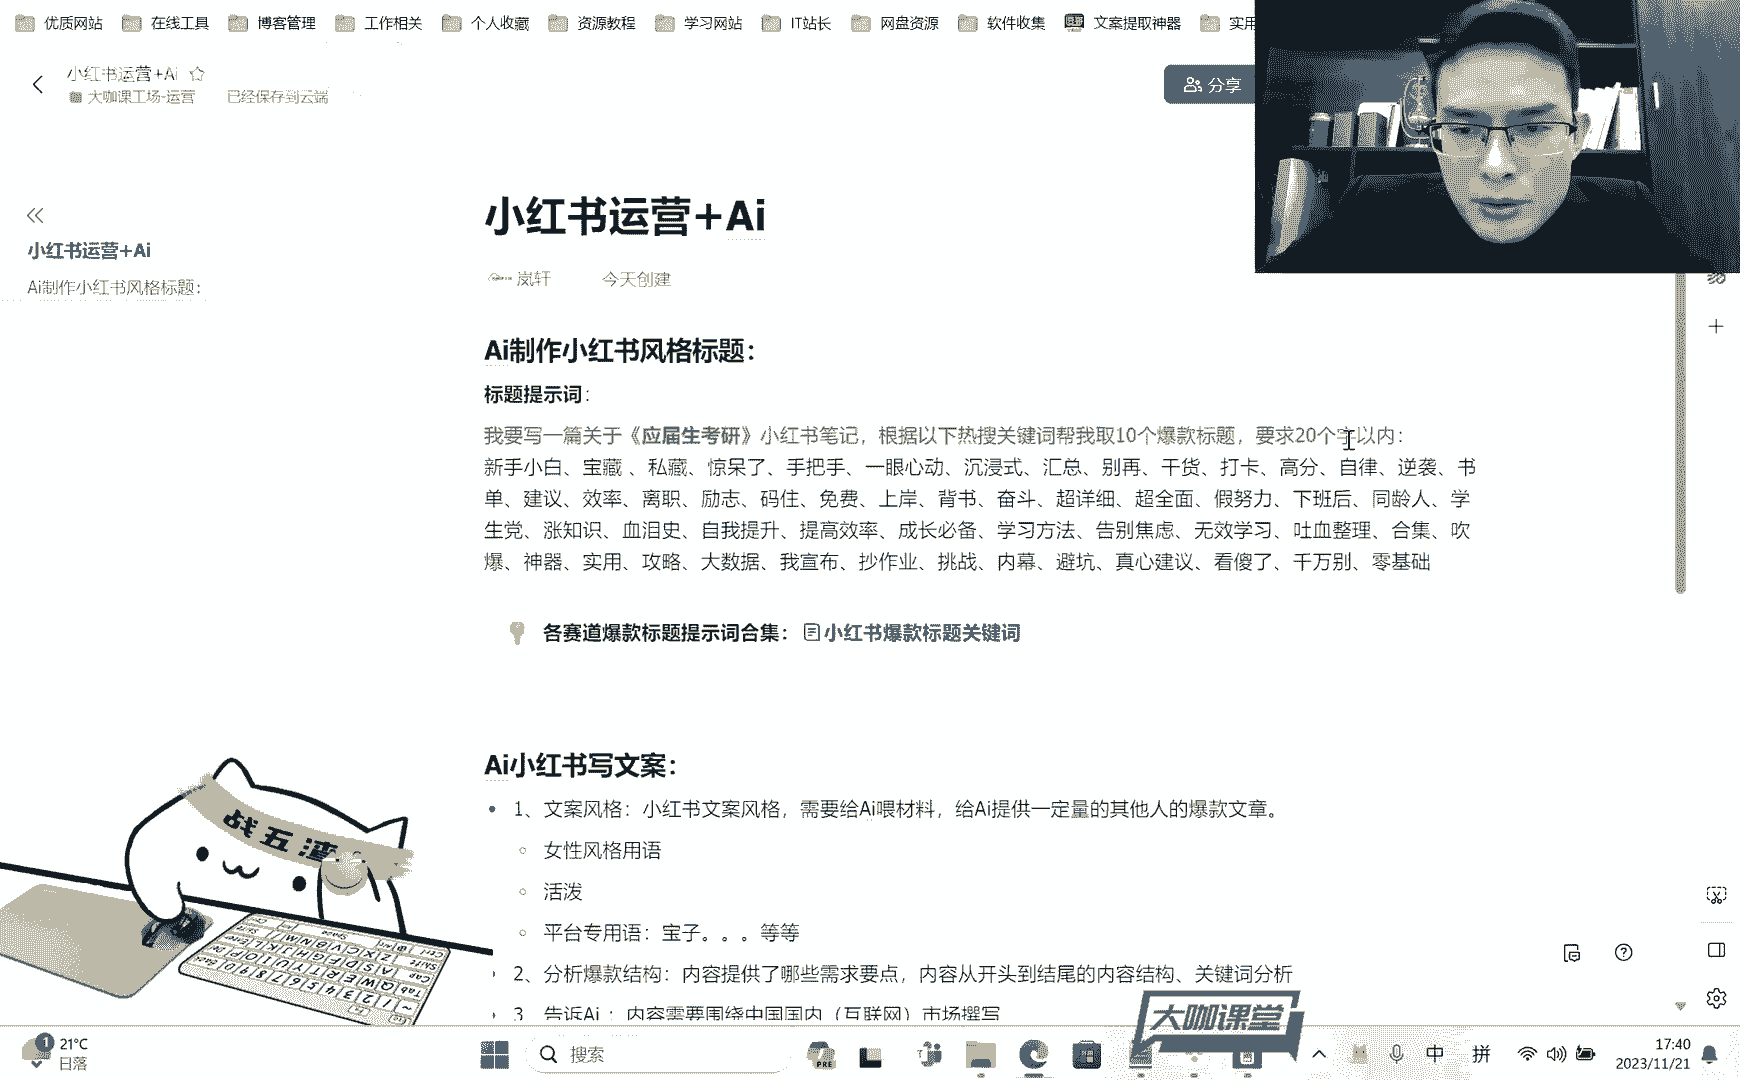 优质网站 在线工具 博客管理 工作相关 个人收藏 资源教程 学习网站 IT站长 网盘资源 软件收集 文案提取神器 实用
小红书运营+Ai
大咖课工场-运营 已经保存到云端
分享
小红书运营+Ai
Ai制作小红书风格标题：
小红书运营+Ai
岚轩 今天创建
Ai制作小红书风格标题：
标题提示词：
我要写一篇关于《应届生考研》小红书笔记，根据以下热搜关键词帮我取10个爆款标题，要求20个字以内：
新手小白、宝藏 、私藏、惊呆了、手把手、一眼心动、沉浸式、汇总、别再、干货、打卡、高分、自律、逆袭、书
单、建议、效率、离职、励志、码住、免费、上岸、背书、奋斗、超详细、超全面、假努力、下班后、同龄人、学
生党、涨知识、血泪史、自我提升、提高效率、成长必备、学习方法、告别焦虑、无效学习、吐血整理、合集、吹
爆、神器、实用、攻略、大数据、我宣布、抄作业、挑战、内幕、避坑、真心建议、看傻了、千万别、零基础
各赛道爆款标题提示词合集： 小红书爆款标题关键词
Ai小红书写文案：
1、文案风格：小红书文案风格，需要给Ai喂材料，给Ai提供一定量的其他人的爆款文章。
女性风格用语
活泼
平台专用语：宝子。。。等等
2、分析爆款结构：内容提供了哪些需求要点，内容从开头到结尾的内容结构、关键词分析
3、告诉Ai ：内容需要围绕中国国内（互联网）市场撰写
战五渣
大咖课堂
1
21°C
日落
搜索
PRE
中 拼
17:40
2023/11/21